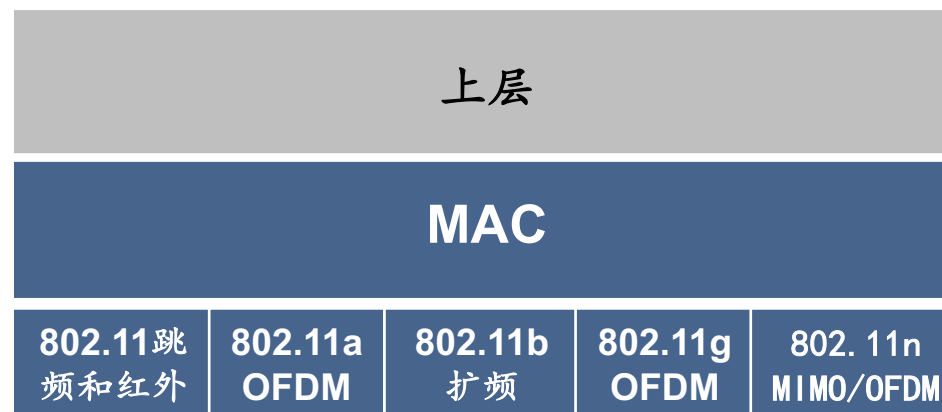 上层
MAC
802.11跳
频和红外
802.11a
OFDM
802.11b
扩频
802.11g
OFDM
802.11n
MIMO/OFDM